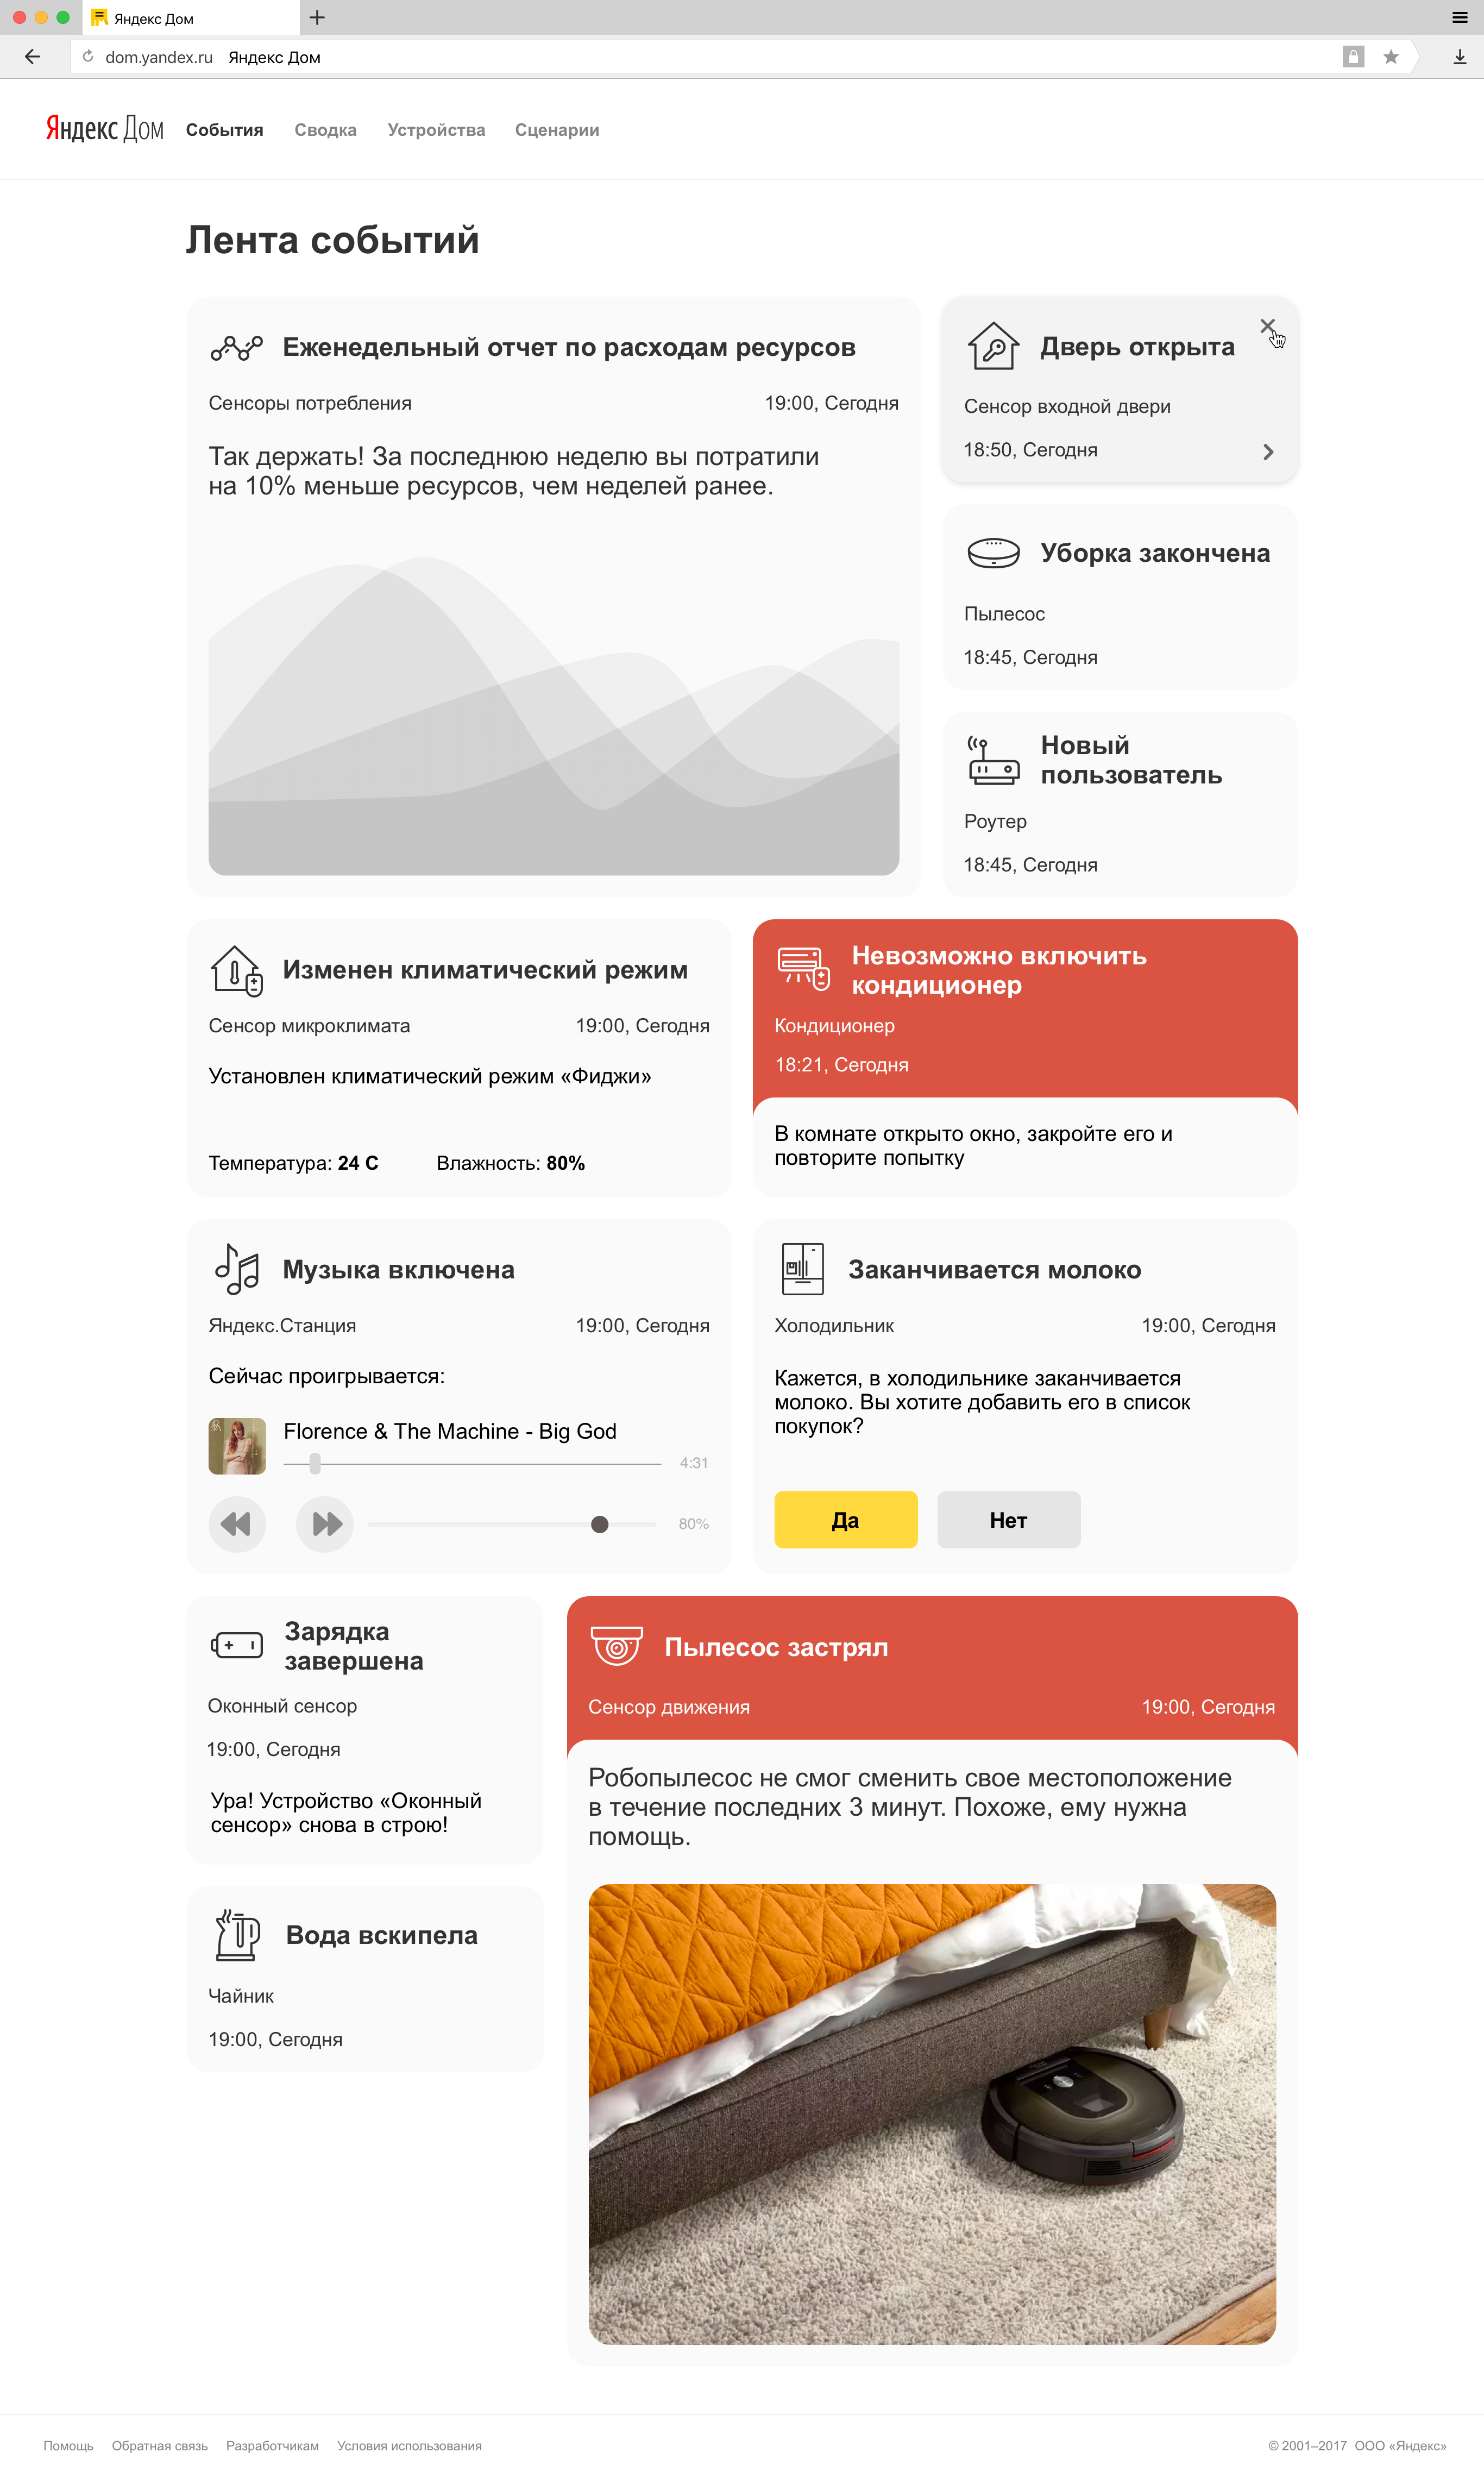 Яндекс Дом
dom.yandex.ru Яндекс Дом
Яндекс Дом
События
Сводка
Устройства
Сценарии
Лента событий
Еженедельный отчет по расходам ресурсов
Сенсоры потребления
19:00, Сегодня
Так держать! За последнюю неделю вы потратили
на 10% меньше ресурсов, чем неделей ранее.
Дверь открыта
Сенсор входной двери
18:50, Сегодня
Уборка закончена
Пылесос
18:45, Сегодня
Новый
пользователь
Роутер
18:45, Сегодня
Изменен климатический режим
Сенсор микроклимата
19:00, Сегодня
Установлен климатический режим «Фиджи»
Температура: 24 C
Влажность: 80%
Невозможно включить
кондиционер
Кондиционер
18:21, Сегодня
В комнате открыто окно, закройте его и
повторите попытку
Музыка включена
Яндекс.Станция
19:00, Сегодня
Сейчас проигрывается:
Florence & The Machine - Big God
4:31
80%
Заканчивается молоко
Холодильник
19:00, Сегодня
Кажется, в холодильнике заканчивается
молоко. Вы хотите добавить его в список
покупок?
Да
Нет
Зарядка
завершена
Оконный сенсор
19:00, Сегодня
Ура! Устройство «Оконный
сенсор» снова в строю!
Вода вскипела
Чайник
19:00, Сегодня
Пылесос застрял
Сенсор движения
19:00, Сегодня
Робопылесос не смог сменить свое местоположение
в течение последних 3 минут. Похоже, ему нужна
помощь.
Помощь
Обратная связь
Разработчикам
Условия использования
© 2001–2017 ООО «Яндекс»